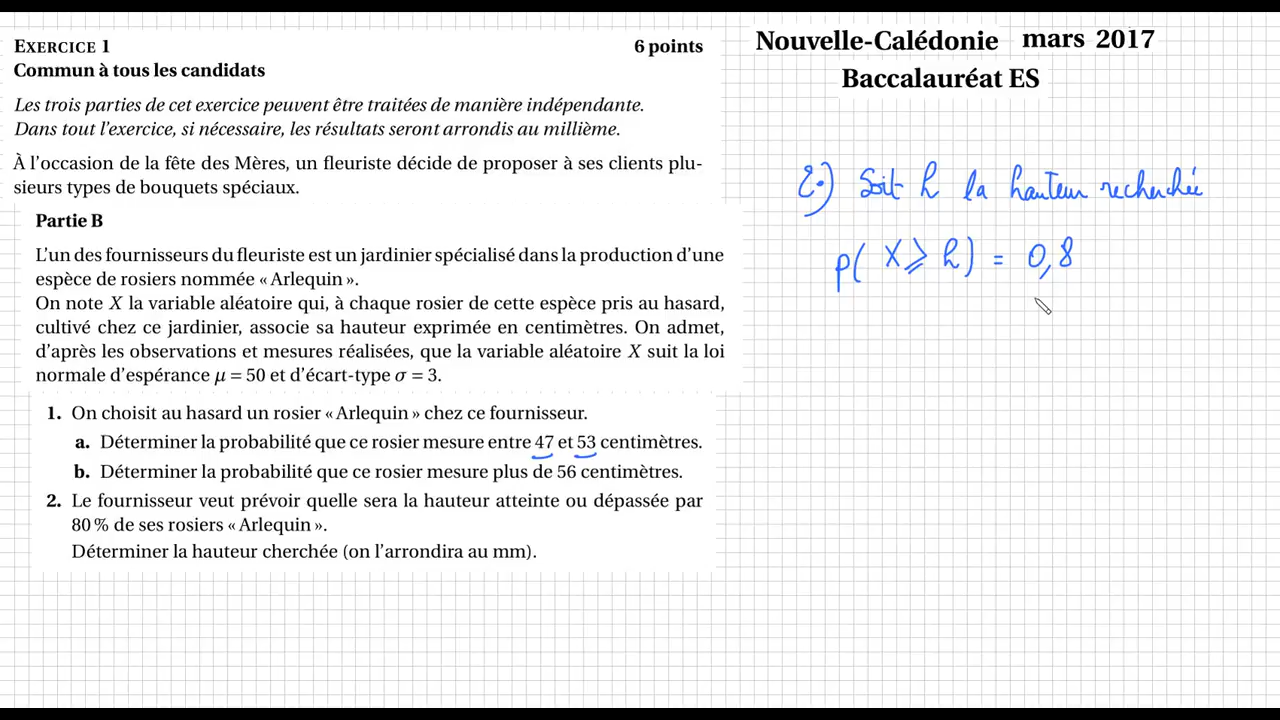 EXERCICE 1 6 points
Commun à tous les candidats
Les trois parties de cet exercice peuvent être traitées de manière indépendante.
Dans tout l'exercice, si nécessaire, les résultats seront arrondis au millième.
À l'occasion de la fête des Mères, un fleuriste décide de proposer à ses clients plu-
sieurs types de bouquets spéciaux.
Partie B
L'un des fournisseurs du fleuriste est un jardinier spécialisé dans la production d'une
espèce de rosiers nommée « Arlequin ».
On note X la variable aléatoire qui, à chaque rosier de cette espèce pris au hasard,
cultivé chez ce jardinier, associe sa hauteur exprimée en centimètres. On admet,
d'après les observations et mesures réalisées, que la variable aléatoire X suit la loi
normale d'espérance μ = 50 et d'écart-type σ = 3.
1. On choisit au hasard un rosier « Arlequin » chez ce fournisseur.
a. Déterminer la probabilité que ce rosier mesure entre 47 et 53 centimètres.
b. Déterminer la probabilité que ce rosier mesure plus de 56 centimètres.
2. Le fournisseur veut prévoir quelle sera la hauteur atteinte ou dépassée par
80 % de ses rosiers « Arlequin ».
Déterminer la hauteur cherchée (on l'arrondira au mm).
Nouvelle-Calédonie mars 2017
Baccalauréat ES
2.) Soit h la hauteur recherchée
p( X ⩾ h) = 0,8